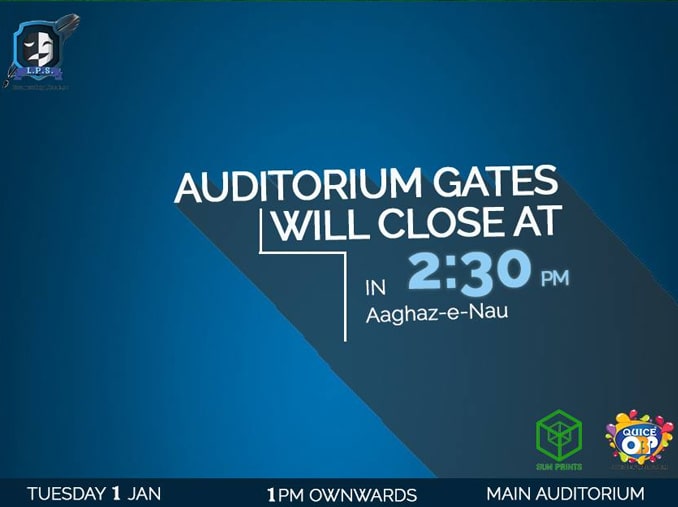 L.P.S.
AUDITORIUM GATES
WILL CLOSE AT
IN 2:30 PM
Aaghaz-e-Nau
SUM PRINTS
QUICE
TUESDAY 1 JAN
1PM OWNWARDS
MAIN AUDITORIUM